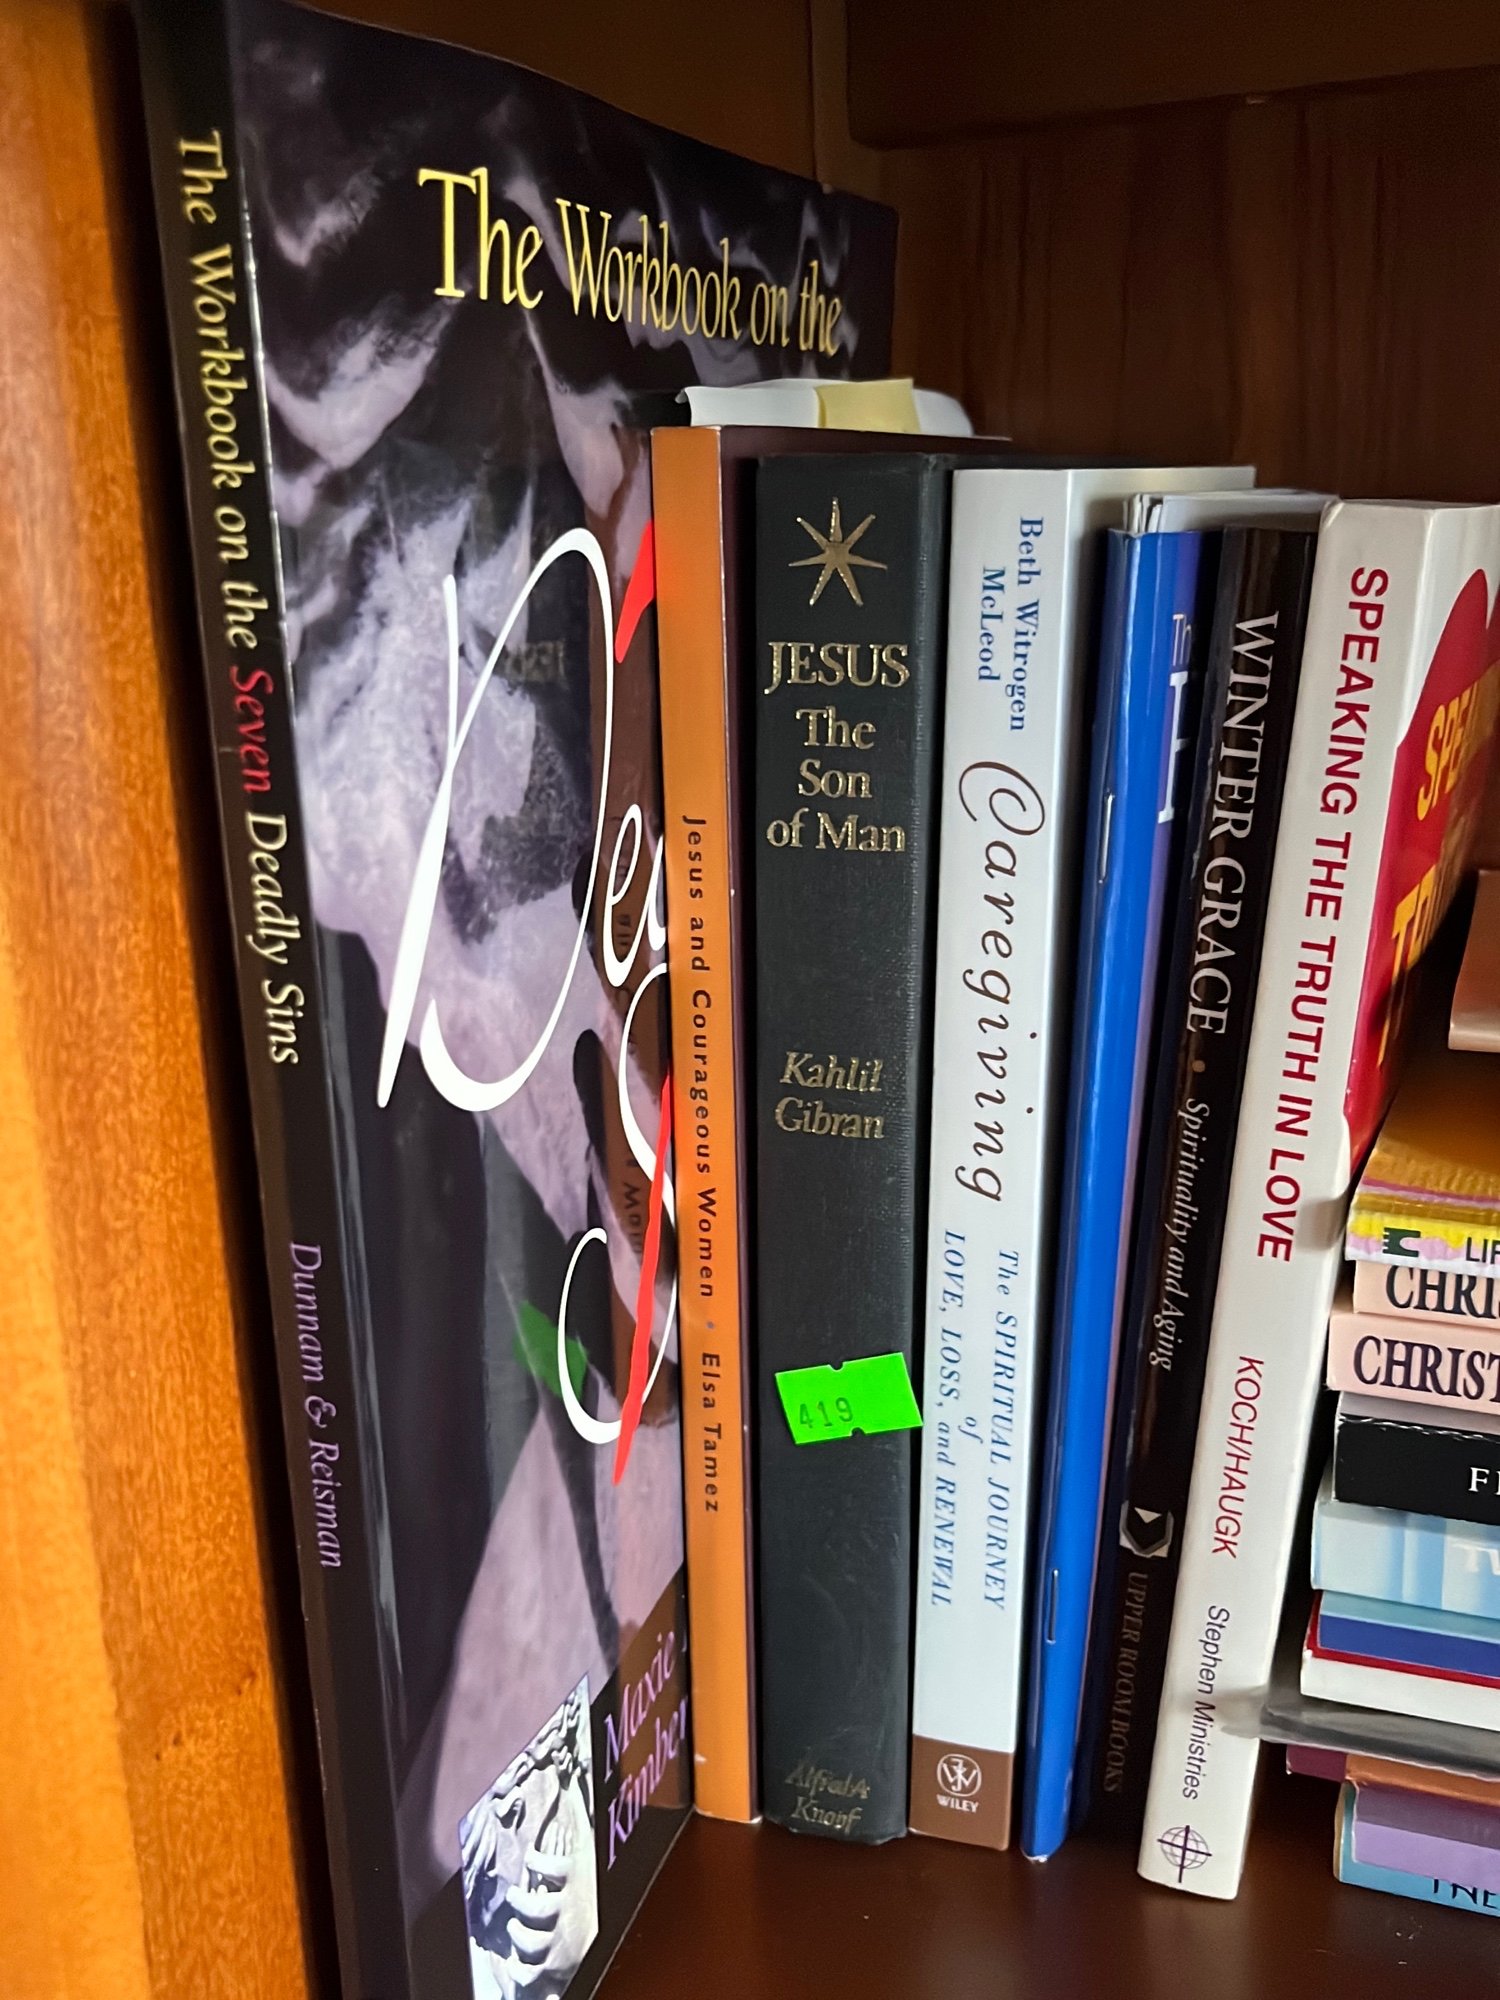 The Workbook on the Seven Deadly Sins
Dunnam & Reisman
The Workbook on the
Maxie
Jesus and Courageous Women • Elsa Tamez
JESUS
The
Son
of Man
Kahlil
Gibran
419
Alfred A
Knopf
Beth Witrogen
McLeod
Caregiving
The SPIRITUAL JOURNEY
of
LOVE, LOSS, and RENEWAL
WILEY
WINTER GRACE • Spirituality and Aging
UPPER ROOM BOOKS
SPEAKING THE TRUTH IN LOVE
KOCH/HAUGK
Stephen Ministries